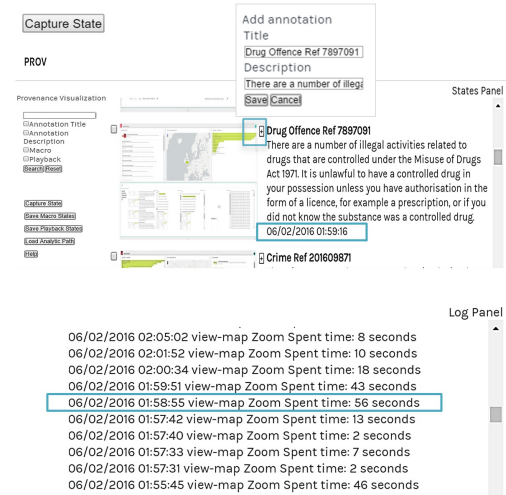 Capture State
PROV
Add annotation
Title
Drug Offence Ref 7897091
Description
There are a number of illega
Save Cancel
States Panel
Provenance Visualization
Annotation Title
Annotation
Description
Macro
Playback
Search Reset
Capture State
Save Macro States
Save Playback States
Load Analytic Path
Help
+ Drug Offence Ref 7897091
There are a number of illegal activities related to
drugs that are controlled under the Misuse of Drugs
Act 1971. It is unlawful to have a controlled drug in
your possession unless you have authorisation in the
form of a licence, for example a prescription, or if you
did not know the substance was a controlled drug.
06/02/2016 01:59:16
+ Crime Ref 201609871
Log Panel
06/02/2016 02:05:02 view-map Zoom Spent time: 8 seconds
06/02/2016 02:01:52 view-map Zoom Spent time: 10 seconds
06/02/2016 02:00:34 view-map Zoom Spent time: 18 seconds
06/02/2016 01:59:51 view-map Zoom Spent time: 43 seconds
06/02/2016 01:58:55 view-map Zoom Spent time: 56 seconds
06/02/2016 01:57:42 view-map Zoom Spent time: 13 seconds
06/02/2016 01:57:40 view-map Zoom Spent time: 2 seconds
06/02/2016 01:57:33 view-map Zoom Spent time: 7 seconds
06/02/2016 01:57:31 view-map Zoom Spent time: 2 seconds
06/02/2016 01:55:45 view-map Zoom Spent time: 46 seconds